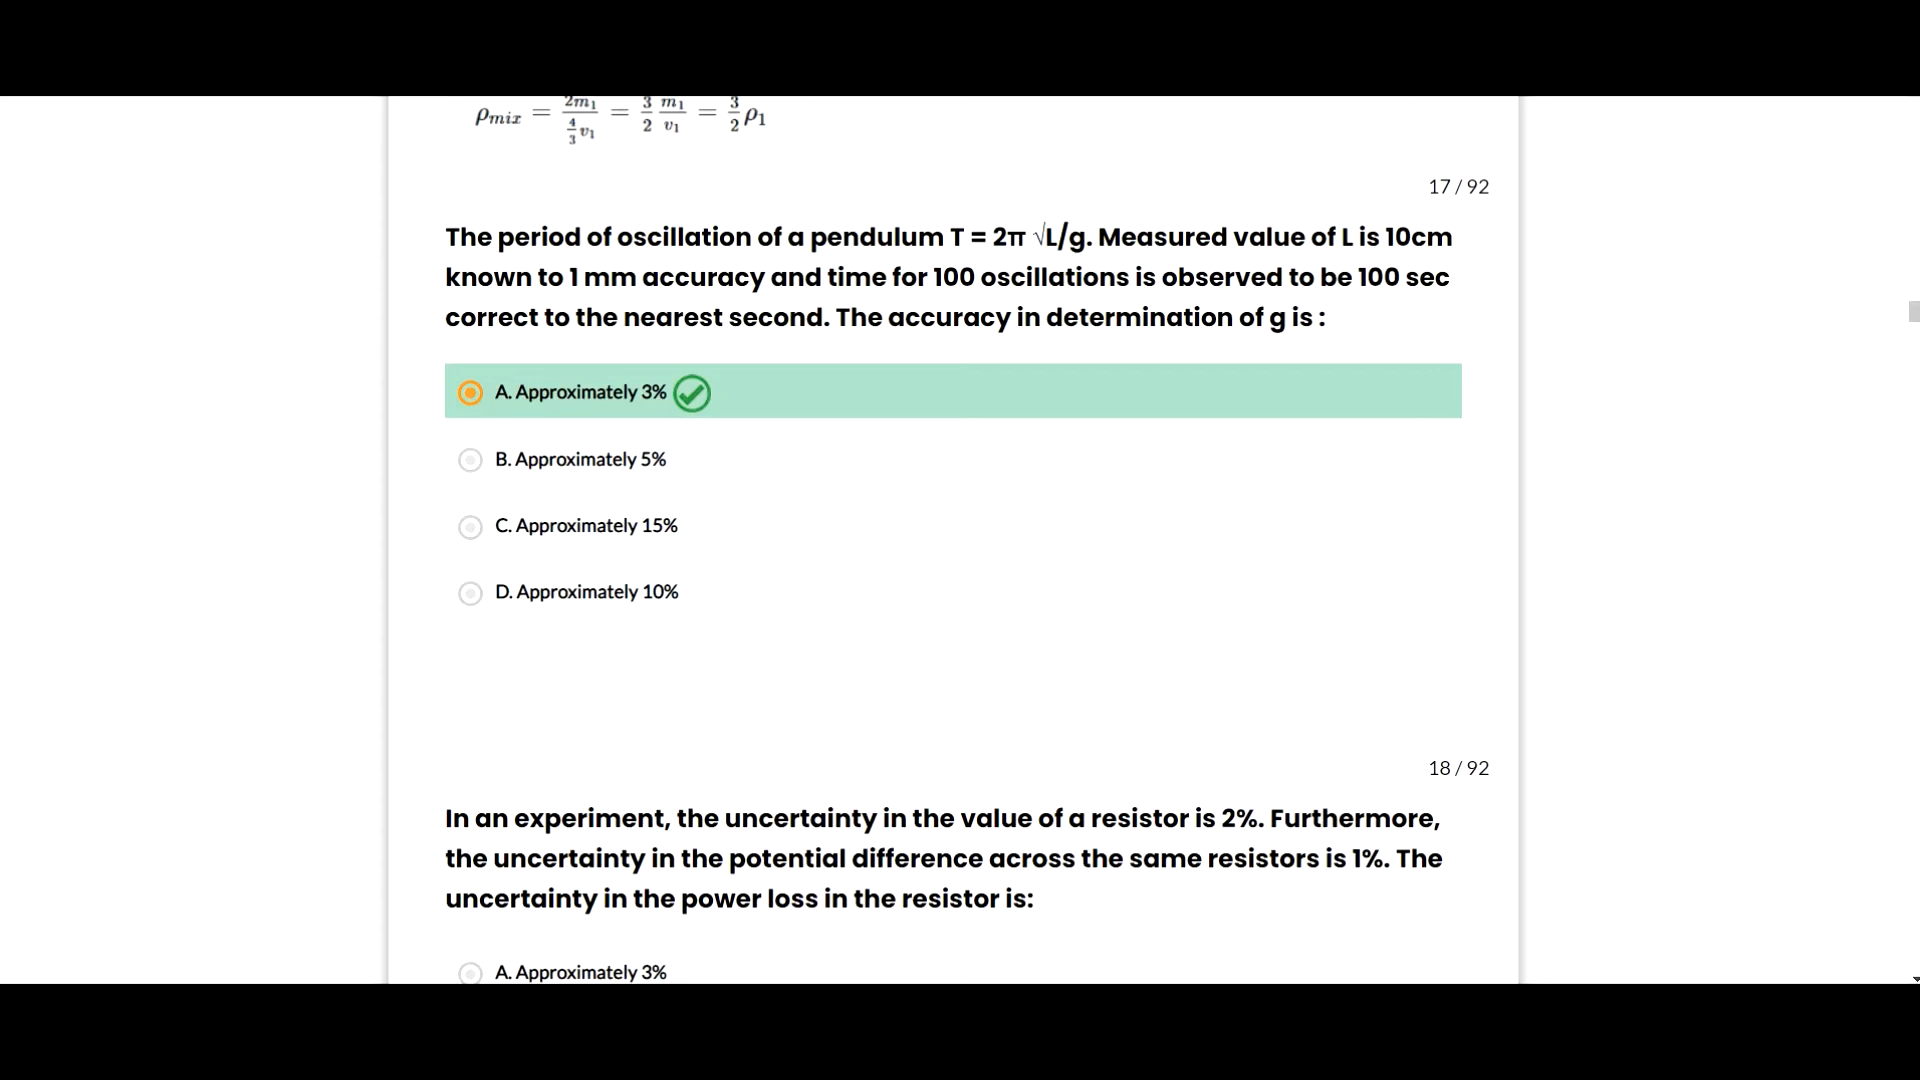 ρmix = 2m1 / (4/3 v1) = 3/2 m1/v1 = 3/2 ρ1
17 / 92
The period of oscillation of a pendulum T = 2π √L/g. Measured value of L is 10cm
known to 1 mm accuracy and time for 100 oscillations is observed to be 100 sec
correct to the nearest second. The accuracy in determination of g is :
A. Approximately 3%
B. Approximately 5%
C. Approximately 15%
D. Approximately 10%
18 / 92
In an experiment, the uncertainty in the value of a resistor is 2%. Furthermore,
the uncertainty in the potential difference across the same resistors is 1%. The
uncertainty in the power loss in the resistor is:
A. Approximately 3%